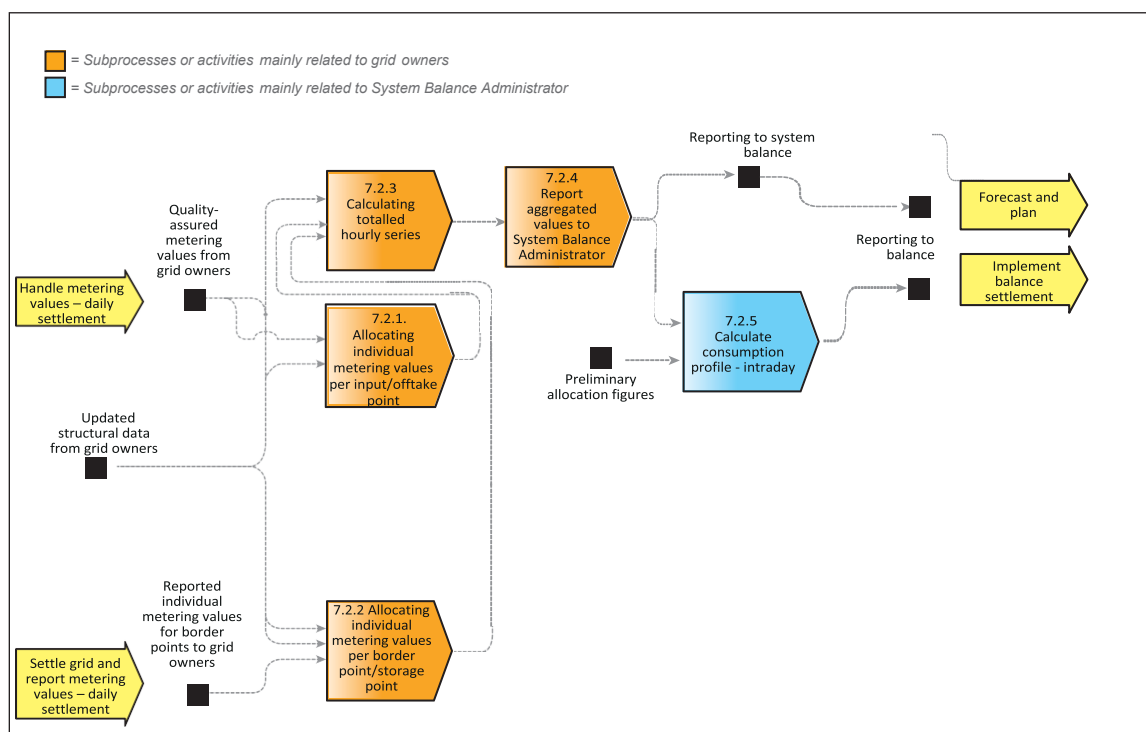 = Subprocesses or activities mainly related to grid owners
= Subprocesses or activities mainly related to System Balance Administrator
Reporting to system
balance
7.2.3
Calculating
totalled
hourly series
7.2.4
Report
aggregated
values to
System Balance
Administrator
Forecast and
plan
Quality-
assured
metering
values from
grid owners
Reporting to
balance
Implement
balance
settlement
Handle metering
values – daily
settlement
7.2.1.
Allocating
individual
metering values
per input/offtake
point
7.2.5
Calculate
consumption
profile - intraday
Preliminary
allocation figures
Updated
structural data
from grid owners
Reported
individual
metering values
for border
points to grid
owners
7.2.2 Allocating
individual
metering values
per border
point/storage
point
Settle grid and
report metering
values – daily
settlement